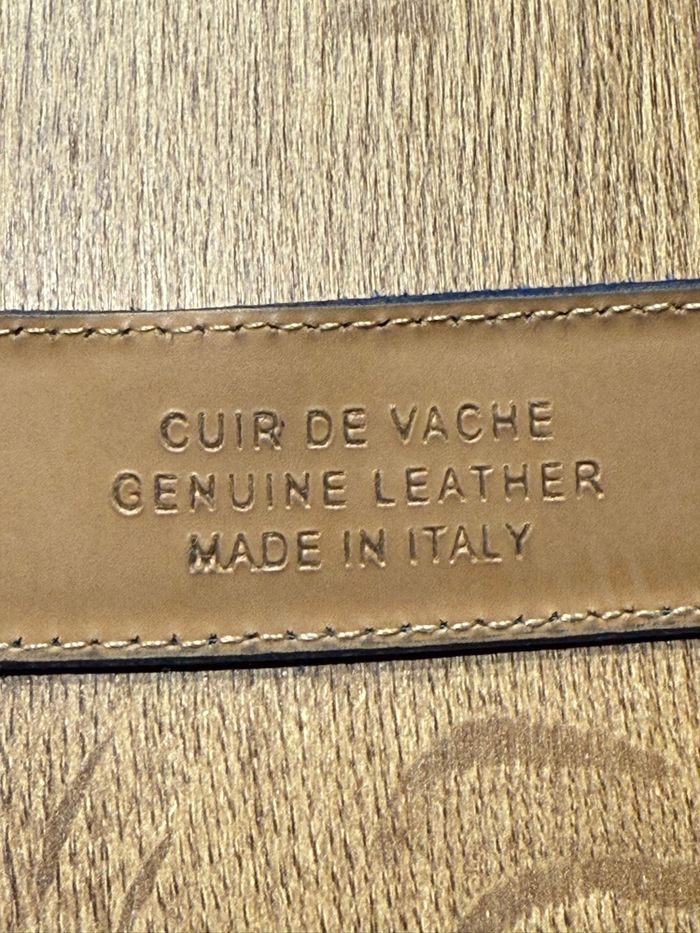 CUIR DE VACHE
GENUINE LEATHER
MADE IN ITALY